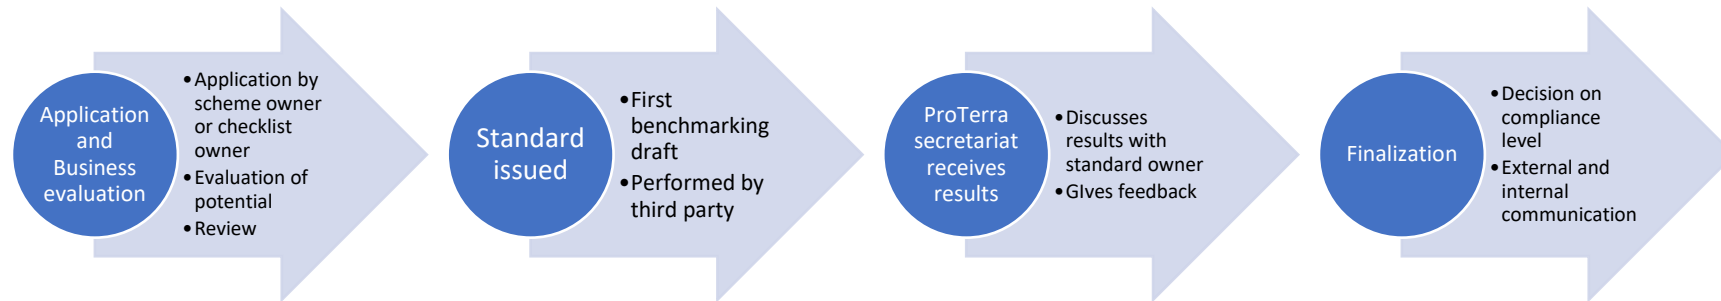 Application
and
Business
evaluation
•Application by
scheme owner
or checklist
owner
•Evaluation of
potential
•Review
Standard
issued
•First
benchmarking
draft
•Performed by
third party
ProTerra
secretariat
receives
results
•Discusses
results with
standard owner
•GIves feedback
Finalization
•Decision on
compliance
level
•External and
internal
communication